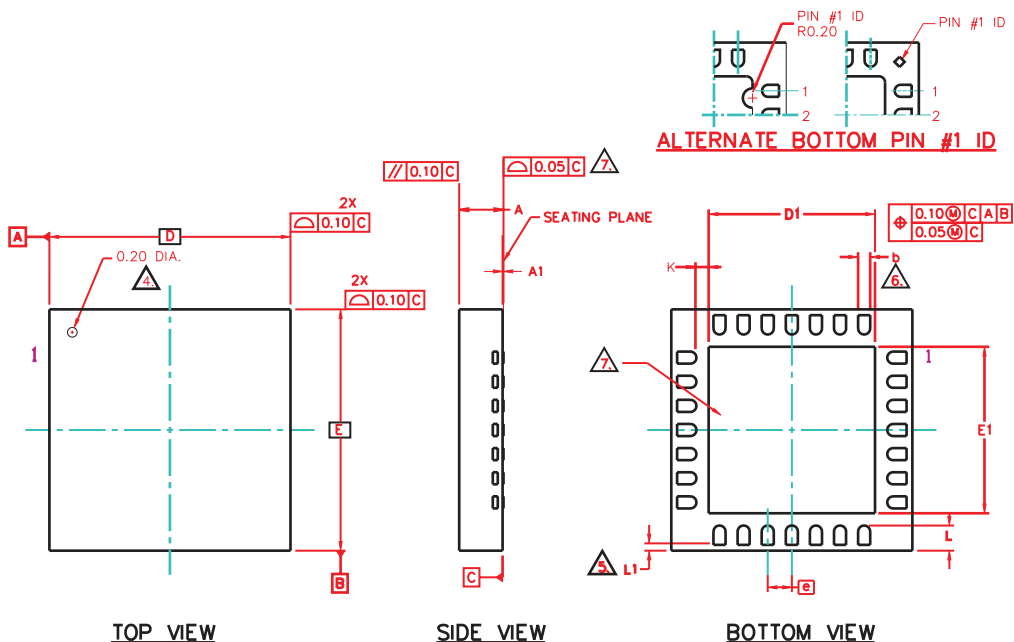 PIN #1 ID
R0.20
PIN #1 ID
1
2
1
2
ALTERNATE BOTTOM PIN #1 ID
// 0.10 C
⌓ 0.05 C
7.
A
SEATING PLANE
A1
2X
⌓ 0.10 C
A
D
0.20 DIA.
4.
2X
⌓ 0.10 C
1
E
B
C
D1
⌖ 0.10 Ⓜ C A B
0.05 Ⓜ C
K
b
6.
7.
1
E1
L
5.
L1
e
TOP VIEW
SIDE VIEW
BOTTOM VIEW